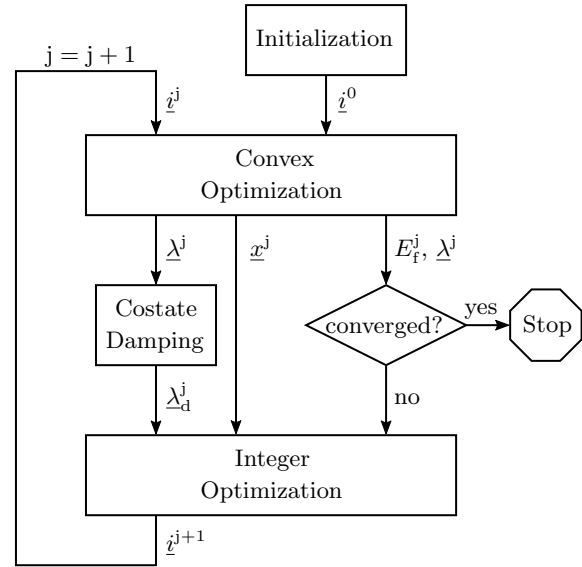 Initialization
j = j + 1
i^j
i^0
Convex
Optimization
λ^j
x^j
E_f^j, λ^j
Costate
Damping
converged?
yes
Stop
λ_d^j
no
Integer
Optimization
i^{j+1}